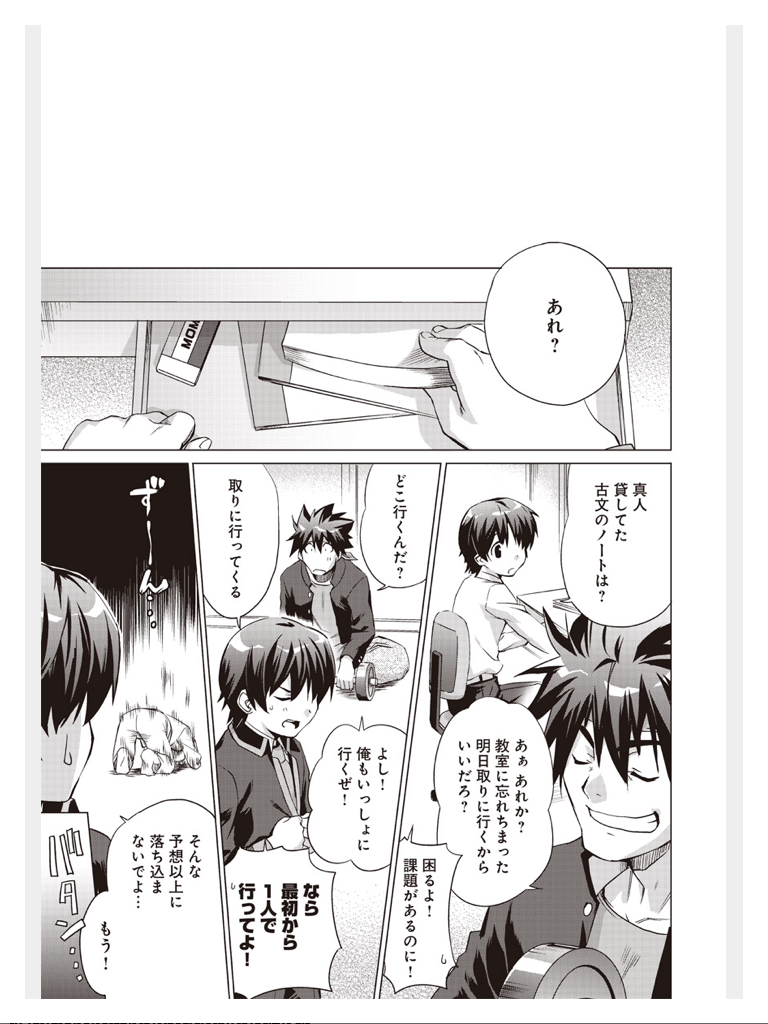 あれ？
MOM
真人
貸してた
古文のノートは？
あぁ あれか？
教室に忘れちまった
明日取りに行くから
いいだろ？
困るよ！
課題があるのに！
どこ行くんだ？
取りに行ってくる
よし！
俺もいっしょに
行くぜ！
なら
最初から
1人で
行ってよ！
ずーん…
そんな
予想以上に
落ち込ま
ないでよ…
もう！
バタン…